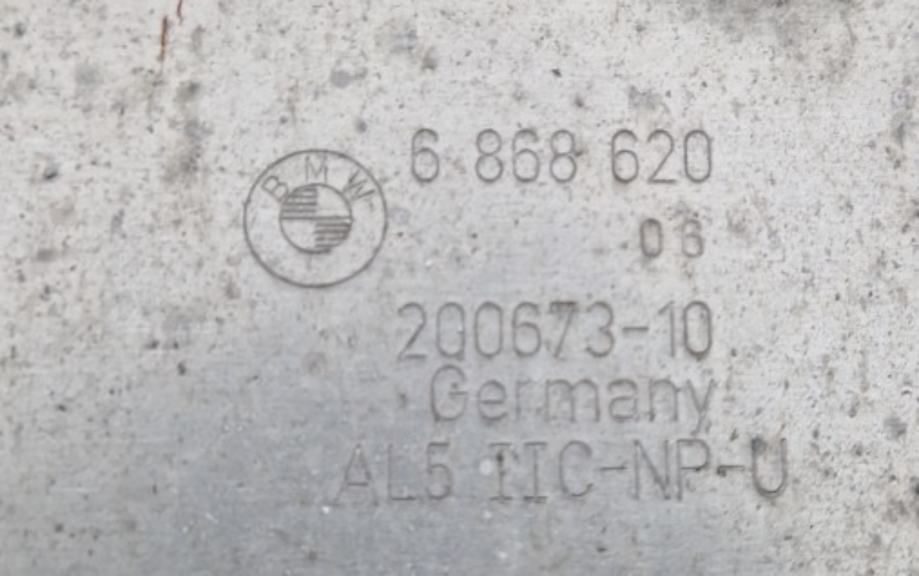 BMW
6 868 620
06
200673-10
Germany
AL5 IIC-NP-U